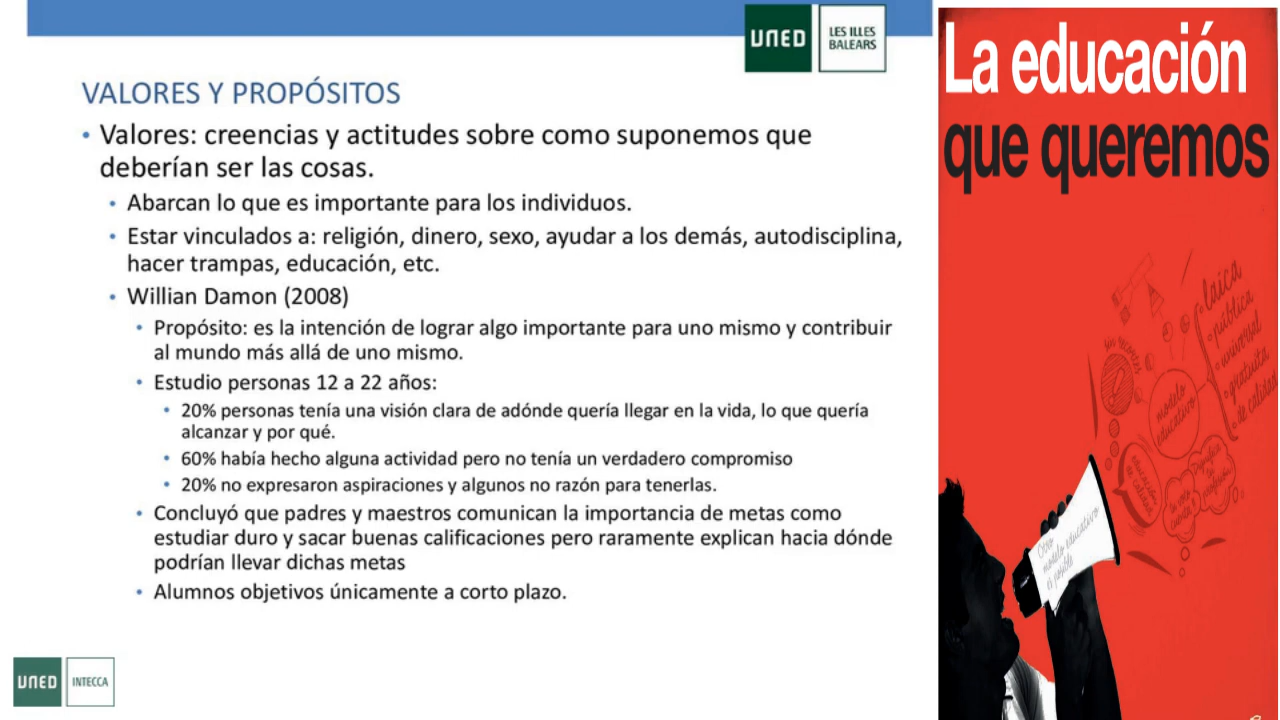 UNED
LES ILLES
BALEARS
VALORES Y PROPÓSITOS
• Valores: creencias y actitudes sobre como suponemos que
deberían ser las cosas.
• Abarcan lo que es importante para los individuos.
• Estar vinculados a: religión, dinero, sexo, ayudar a los demás, autodisciplina,
hacer trampas, educación, etc.
• Willian Damon (2008)
• Propósito: es la intención de lograr algo importante para uno mismo y contribuir
al mundo más allá de uno mismo.
• Estudio personas 12 a 22 años:
• 20% personas tenía una visión clara de adónde quería llegar en la vida, lo que quería
alcanzar y por qué.
• 60% había hecho alguna actividad pero no tenía un verdadero compromiso
• 20% no expresaron aspiraciones y algunos no razón para tenerlas.
• Concluyó que padres y maestros comunican la importancia de metas como
estudiar duro y sacar buenas calificaciones pero raramente explican hacia dónde
podrían llevar dichas metas
• Alumnos objetivos únicamente a corto plazo.
UNED
INTECCA
La educación
que queremos
laica
pública
universal
gratuita
de calidad
sin recortes
modelo
educativo
Otro
modelo educativo
es posible